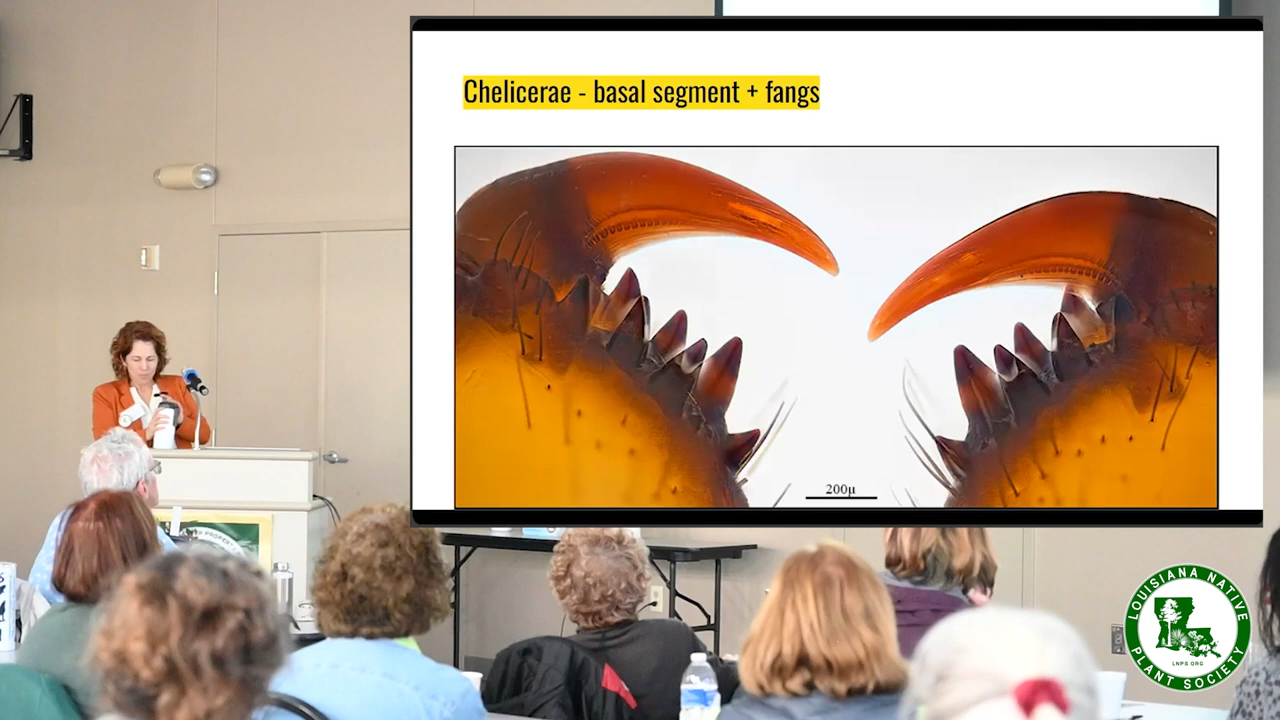 Chelicerae - basal segment + fangs
200μ
LOUISIANA NATIVE
LNPS.ORG
PLANT SOCIETY